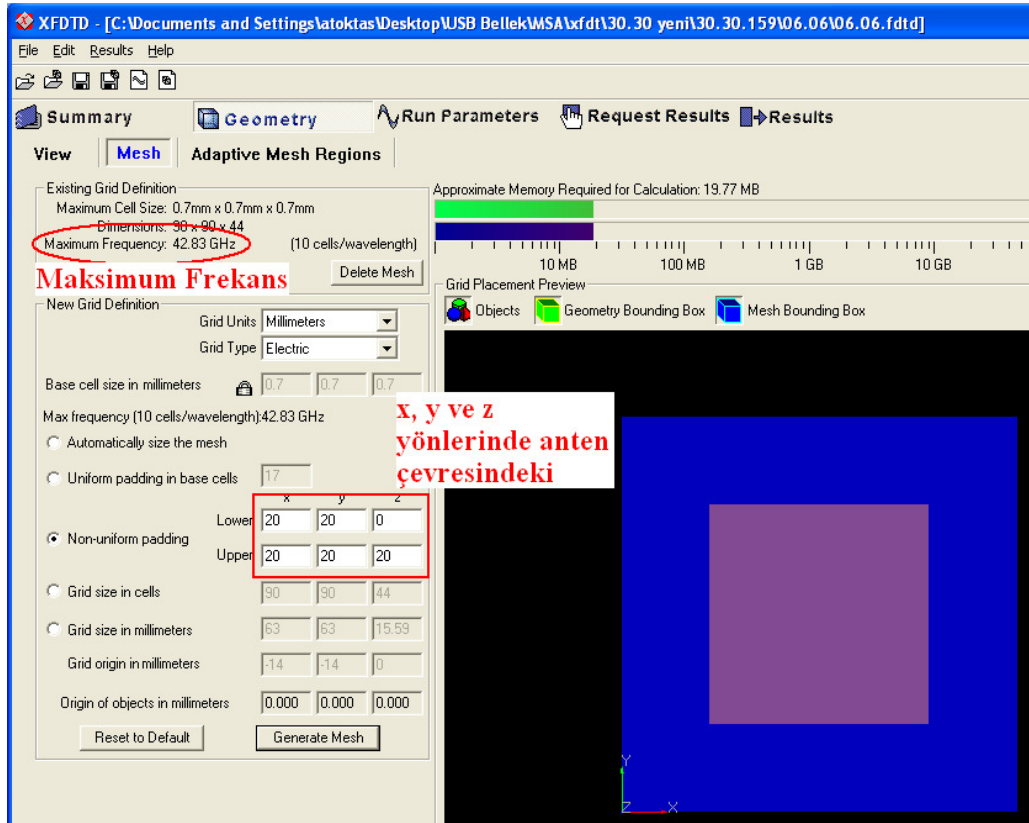 XFDTD - [C:\Documents and Settings\atoktas\Desktop\USB Bellek\MSA\xfdt\30.30 yeni\30.30.159\06.06\06.06.fdtd]
File Edit Results Help
Summary Geometry Run Parameters Request Results Results
View Mesh Adaptive Mesh Regions
Existing Grid Definition
Maximum Cell Size: 0.7mm x 0.7mm x 0.7mm
Dimensions: 90 x 90 x 44
Maximum Frequency: 42.83 GHz (10 cells/wavelength)
Maksimum Frekans
Delete Mesh
Approximate Memory Required for Calculation: 19.77 MB
10 MB 100 MB 1 GB 10 GB
Grid Placement Preview
Objects Geometry Bounding Box Mesh Bounding Box
New Grid Definition
Grid Units Millimeters
Grid Type Electric
Base cell size in millimeters 0.7 0.7 0.7
Max frequency (10 cells/wavelength):42.83 GHz
x, y ve z
yönlerinde anten
çevresindeki
Automatically size the mesh
Uniform padding in base cells 17
x y z
Lower 20 20 0
Non-uniform padding
Upper 20 20 20
Grid size in cells 90 90 44
Grid size in millimeters 63 63 15.59
Grid origin in millimeters -14 -14 0
Origin of objects in millimeters 0.000 0.000 0.000
Reset to Default Generate Mesh
Y
Z X